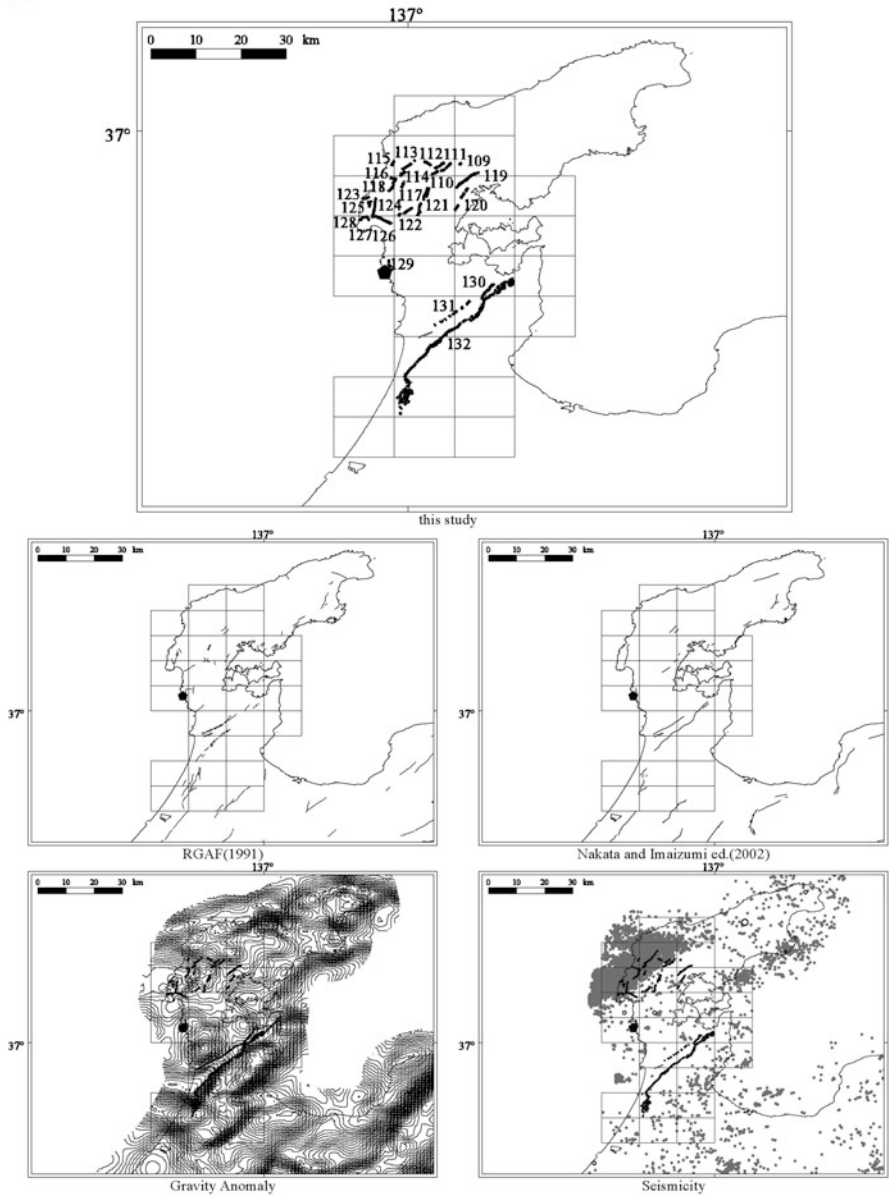 137°
0 10 20 30 km
37°
113 112 111
115 109
116 114 119
118 110
123 117
125 124 121 120
128 122
127 126
129
130
131
132
this study
137°
0 10 20 30 km
37°
RGAF(1991)
137°
0 10 20 30 km
37°
Nakata and Imaizumi ed.(2002)
137°
0 10 20 30 km
37°
Gravity Anomaly
137°
0 10 20 30 km
37°
Seismicity